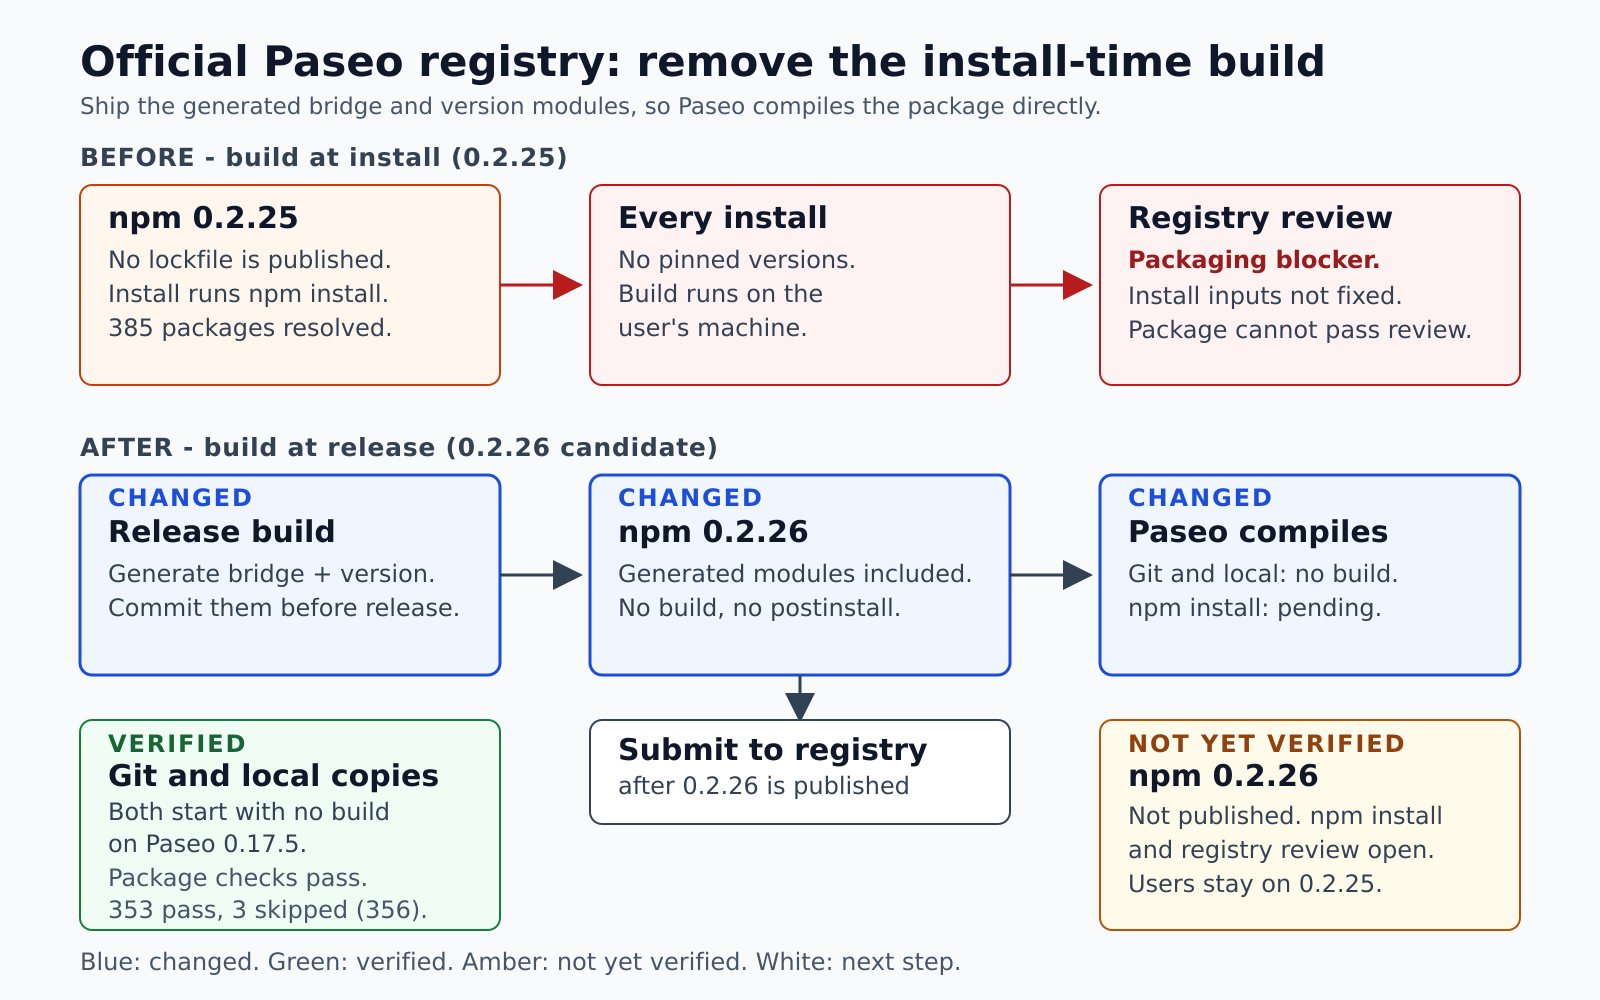 Official Paseo registry: remove the install-time build
Ship the generated bridge and version modules, so Paseo compiles the package directly.
BEFORE - build at install (0.2.25)
npm 0.2.25
No lockfile is published.
Install runs npm install.
385 packages resolved.
Every install
No pinned versions.
Build runs on the
user's machine.
Registry review
Packaging blocker.
Install inputs not fixed.
Package cannot pass review.
AFTER - build at release (0.2.26 candidate)
CHANGED
Release build
Generate bridge + version.
Commit them before release.
CHANGED
npm 0.2.26
Generated modules included.
No build, no postinstall.
CHANGED
Paseo compiles
Git and local: no build.
npm install: pending.
VERIFIED
Git and local copies
Both start with no build
on Paseo 0.17.5.
Package checks pass.
353 pass, 3 skipped (356).
Submit to registry
after 0.2.26 is published
NOT YET VERIFIED
npm 0.2.26
Not published. npm install
and registry review open.
Users stay on 0.2.25.
Blue: changed. Green: verified. Amber: not yet verified. White: next step.